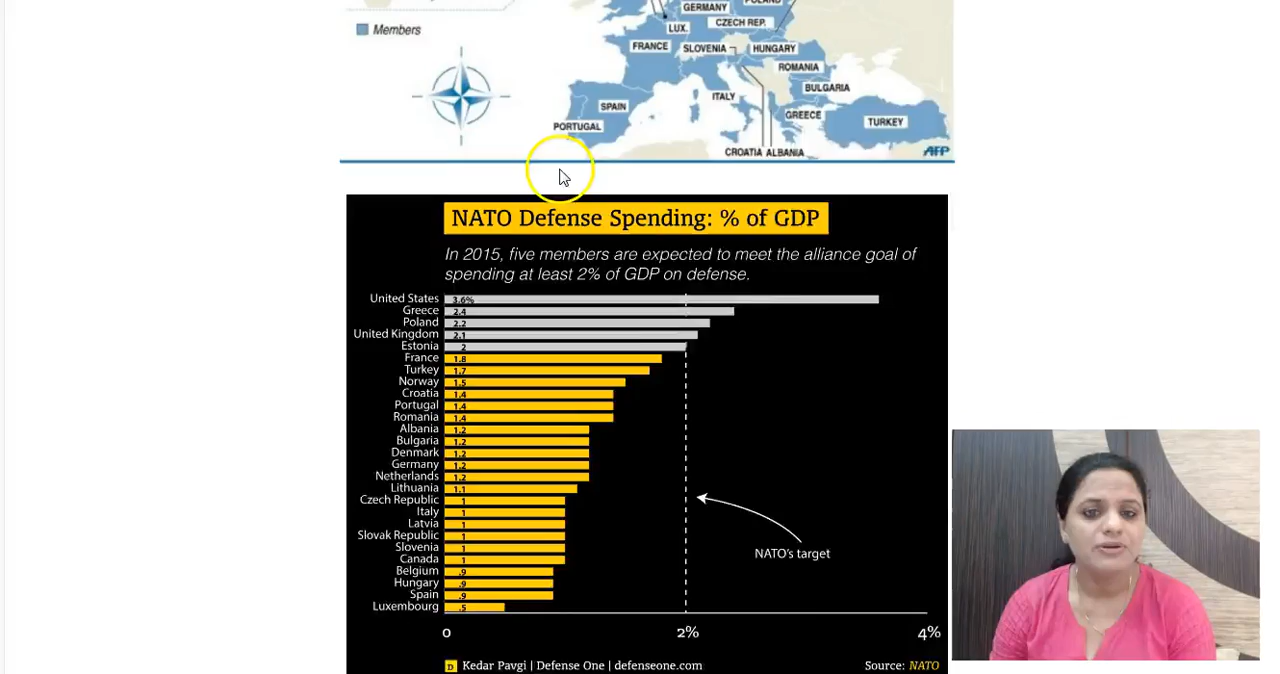 GERMANY
LUX.
CZECH REP.
Members
FRANCE
SLOVENIA
HUNGARY
ROMANIA
BULGARIA
ITALY
SPAIN
GREECE
TURKEY
PORTUGAL
CROATIA ALBANIA
AFP
NATO Defense Spending: % of GDP
In 2015, five members are expected to meet the alliance goal of
spending at least 2% of GDP on defense.
United States 3.6%
Greece 2.4
Poland 2.2
United Kingdom 2.1
Estonia 2
France 1.8
Turkey 1.7
Norway 1.5
Croatia 1.4
Portugal 1.4
Romania 1.4
Albania 1.2
Bulgaria 1.2
Denmark 1.2
Germany 1.2
Netherlands 1.2
Lithuania 1.1
Czech Republic 1
Italy 1
Latvia 1
Slovak Republic 1
Slovenia 1
Canada 1
Belgium .9
Hungary .9
Spain .9
Luxembourg .5
NATO's target
0 2% 4%
D Kedar Pavgi | Defense One | defenseone.com Source: NATO